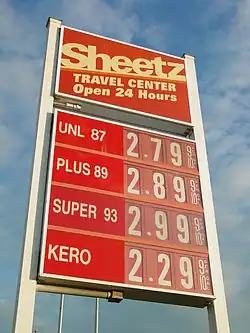 Sheetz
TRAVEL CENTER
Open 24 Hours
UNL 87 2.79 9/10
PLUS 89 2.89 9/10
SUPER 93 2.99 9/10
KERO 2.29 9/10